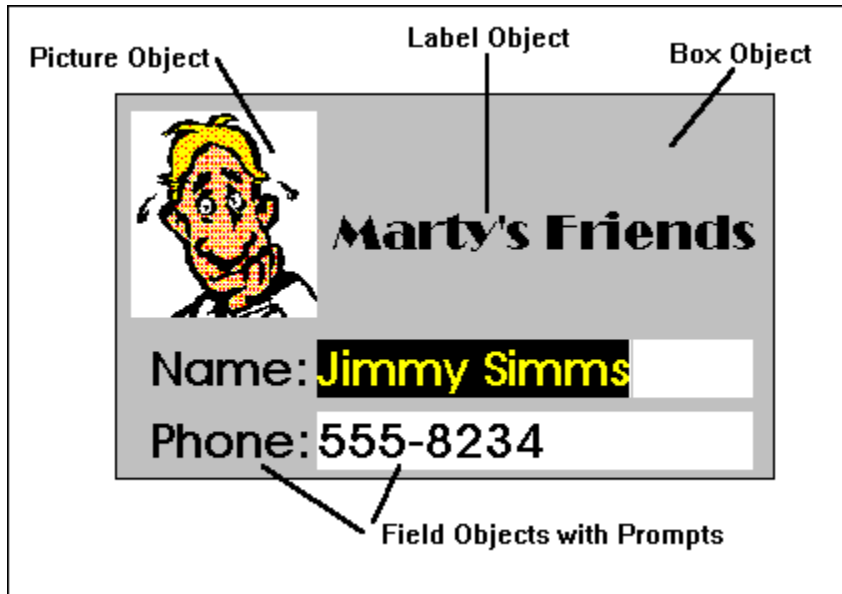 Label Object
Picture Object
Box Object
Marty's Friends
Name: Jimmy Simms
Phone: 555-8234
Field Objects with Prompts